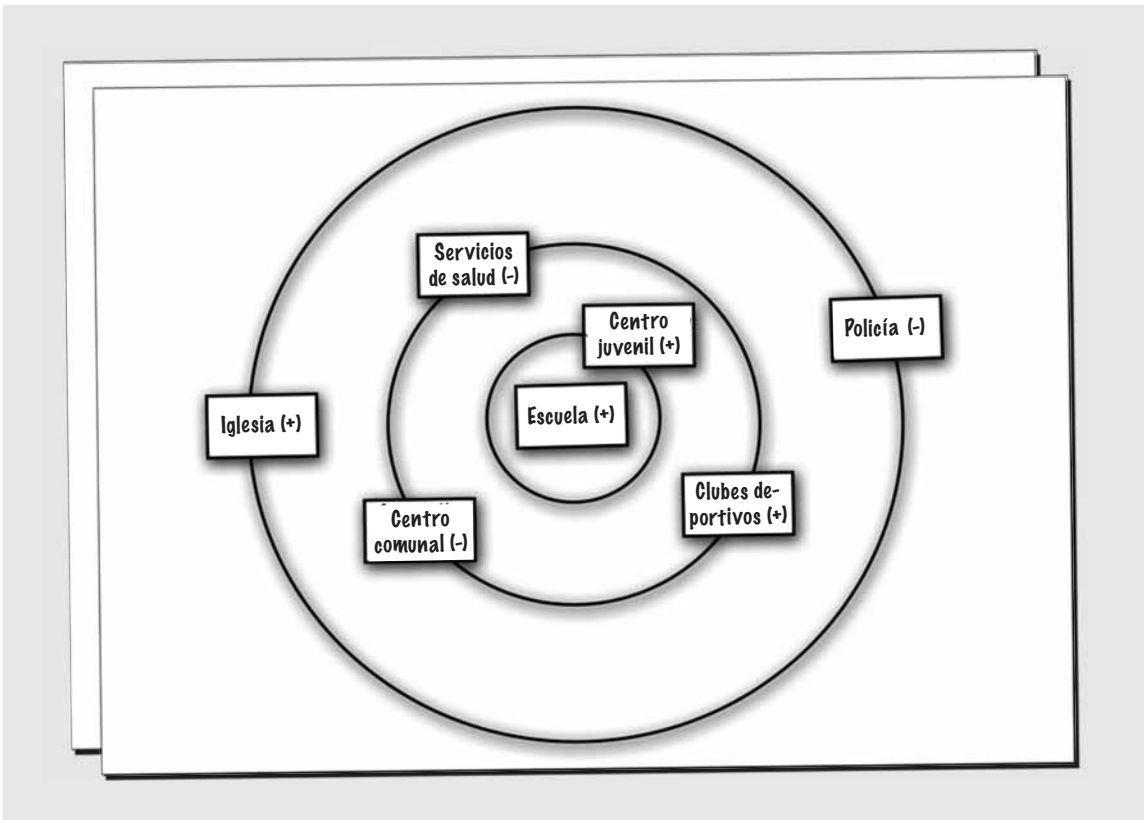 Servicios
de salud (-)
Centro
juvenil (+)
Policía (-)
Escuela (+)
Iglesia (+)
Clubes de-
portivos (+)
Centro
comunal (-)